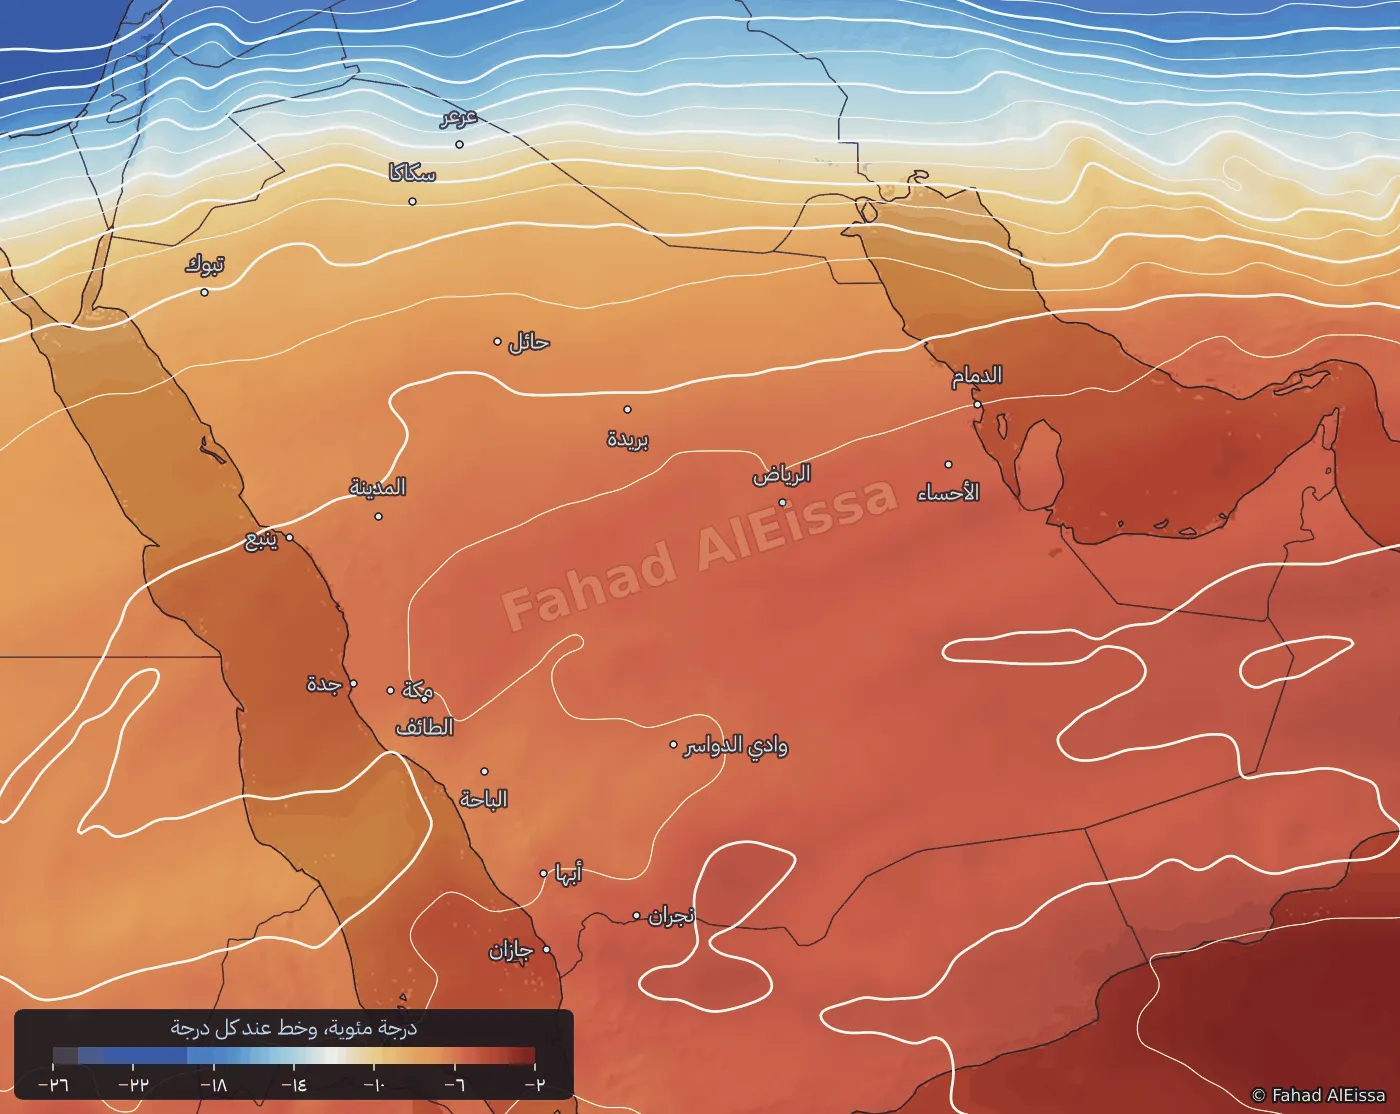 عرعر
سكاكا
تبوك
حائل
الدمام
بريدة
الرياض
المدينة
الأحساء
ينبع
Fahad AlEissa
جدة
مكة
الطائف
وادي الدواسر
الباحة
أبها
نجران
جازان
درجة مئوية، وخط عند كل درجة
−٢٦ −٢٢ −١٨ −١٤ −١٠ −٦ −٢
© Fahad AlEissa